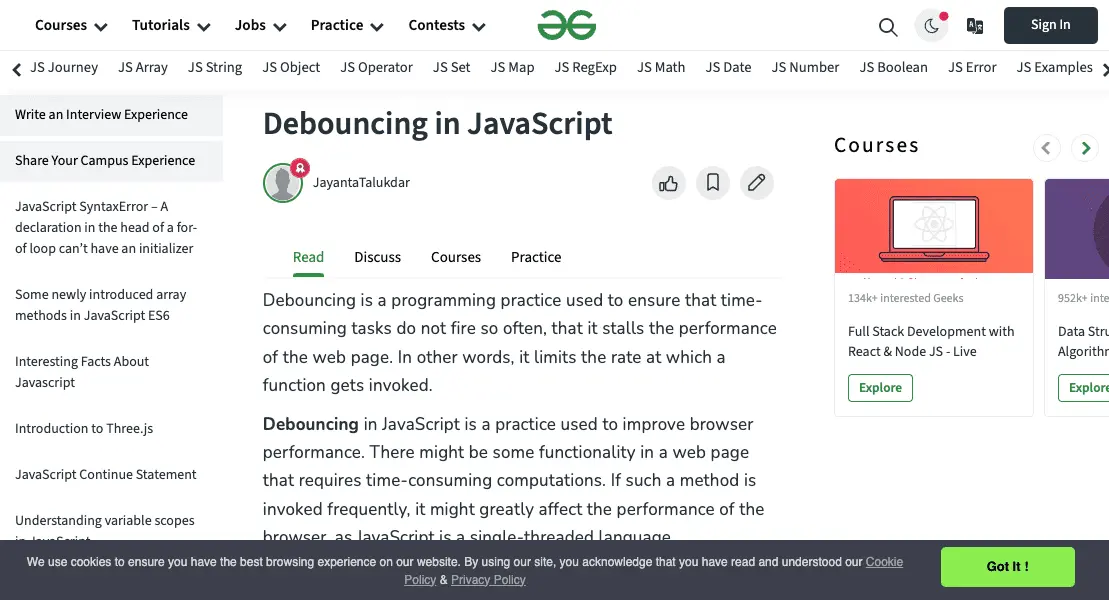 Courses Tutorials Jobs Practice Contests Sign In
JS Journey JS Array JS String JS Object JS Operator JS Set JS Map JS RegExp JS Math JS Date JS Number JS Boolean JS Error JS Examples
Write an Interview Experience
Share Your Campus Experience
JavaScript SyntaxError – A
declaration in the head of a for-
of loop can’t have an initializer
Some newly introduced array
methods in JavaScript ES6
Interesting Facts About
Javascript
Introduction to Three.js
JavaScript Continue Statement
Understanding variable scopes
in JavaScript
Debouncing in JavaScript
JayantaTalukdar
Read Discuss Courses Practice
Debouncing is a programming practice used to ensure that time-
consuming tasks do not fire so often, that it stalls the performance
of the web page. In other words, it limits the rate at which a
function gets invoked.
Debouncing in JavaScript is a practice used to improve browser
performance. There might be some functionality in a web page
that requires time-consuming computations. If such a method is
invoked frequently, it might greatly affect the performance of the
browser, as JavaScript is a single-threaded language.
Courses
134k+ interested Geeks
Full Stack Development with
React & Node JS - Live
Explore
952k+ inte
Data Stru
Algorithm
Explore
We use cookies to ensure you have the best browsing experience on our website. By using our site, you acknowledge that you have read and understood our Cookie
Policy & Privacy Policy
Got It !